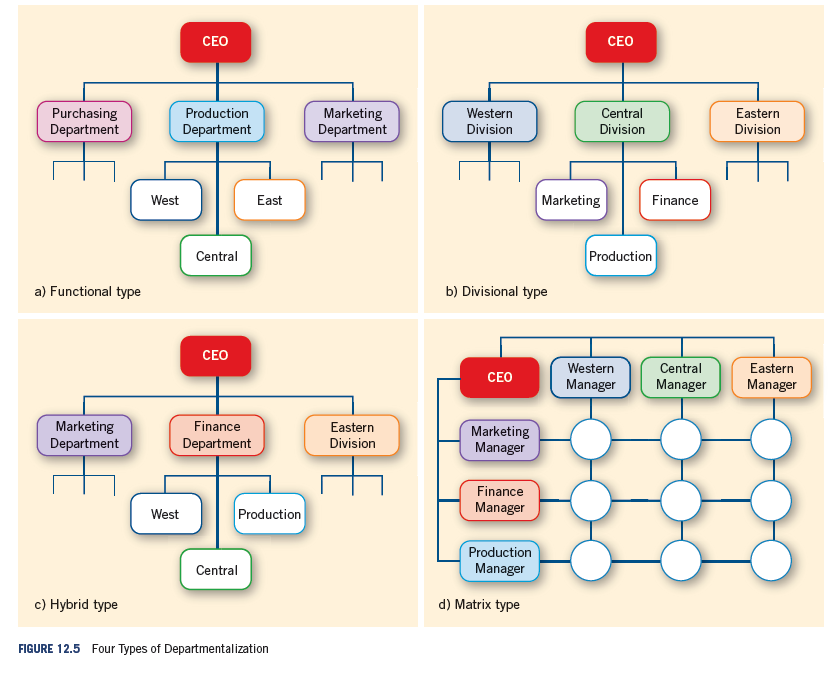 CEO
Purchasing
Department
Production
Department
Marketing
Department
West
East
Central
a) Functional type
CEO
Western
Division
Central
Division
Eastern
Division
Marketing
Finance
Production
b) Divisional type
CEO
Marketing
Department
Finance
Department
Eastern
Division
West
Production
Central
c) Hybrid type
CEO
Western
Manager
Central
Manager
Eastern
Manager
Marketing
Manager
Finance
Manager
Production
Manager
d) Matrix type
FIGURE 12.5 Four Types of Departmentalization